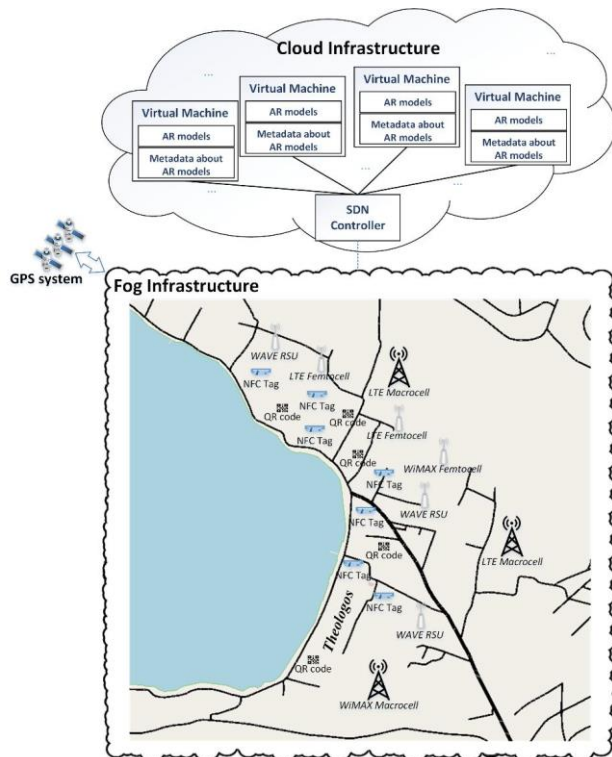 Cloud Infrastructure
...
...
Virtual Machine
AR models
Metadata about
AR models
Virtual Machine
AR models
Metadata about
AR models
Virtual Machine
AR models
Metadata about
AR models
Virtual Machine
AR models
Metadata about
AR models
...
...
...
...
SDN
Controller
GPS system
Fog Infrastructure
WAVE RSU
LTE Femtocell
NFC Tag
LTE Macrocell
NFC Tag
QR code
QR code
NFC Tag
LTE Femtocell
QR code
WiMAX Femtocell
NFC Tag
WAVE RSU
NFC Tag
QR code
LTE Macrocell
NFC Tag
NFC Tag
Theologos
WAVE RSU
QR code
WiMAX Macrocell